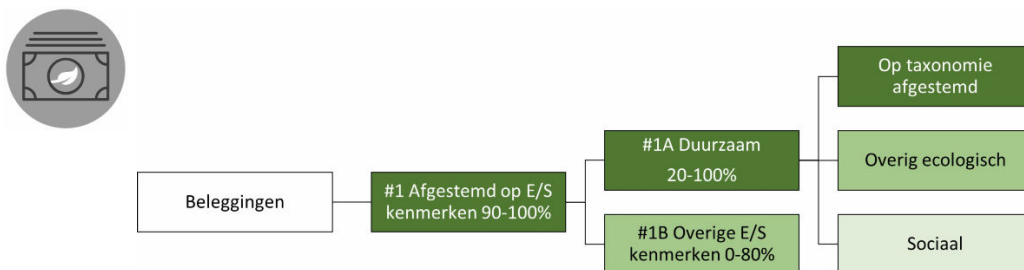 Beleggingen
#1 Afgestemd op E/S
kenmerken 90-100%
#1A Duurzaam
20-100%
#1B Overige E/S
kenmerken 0-80%
Op taxonomie
afgestemd
Overig ecologisch
Sociaal